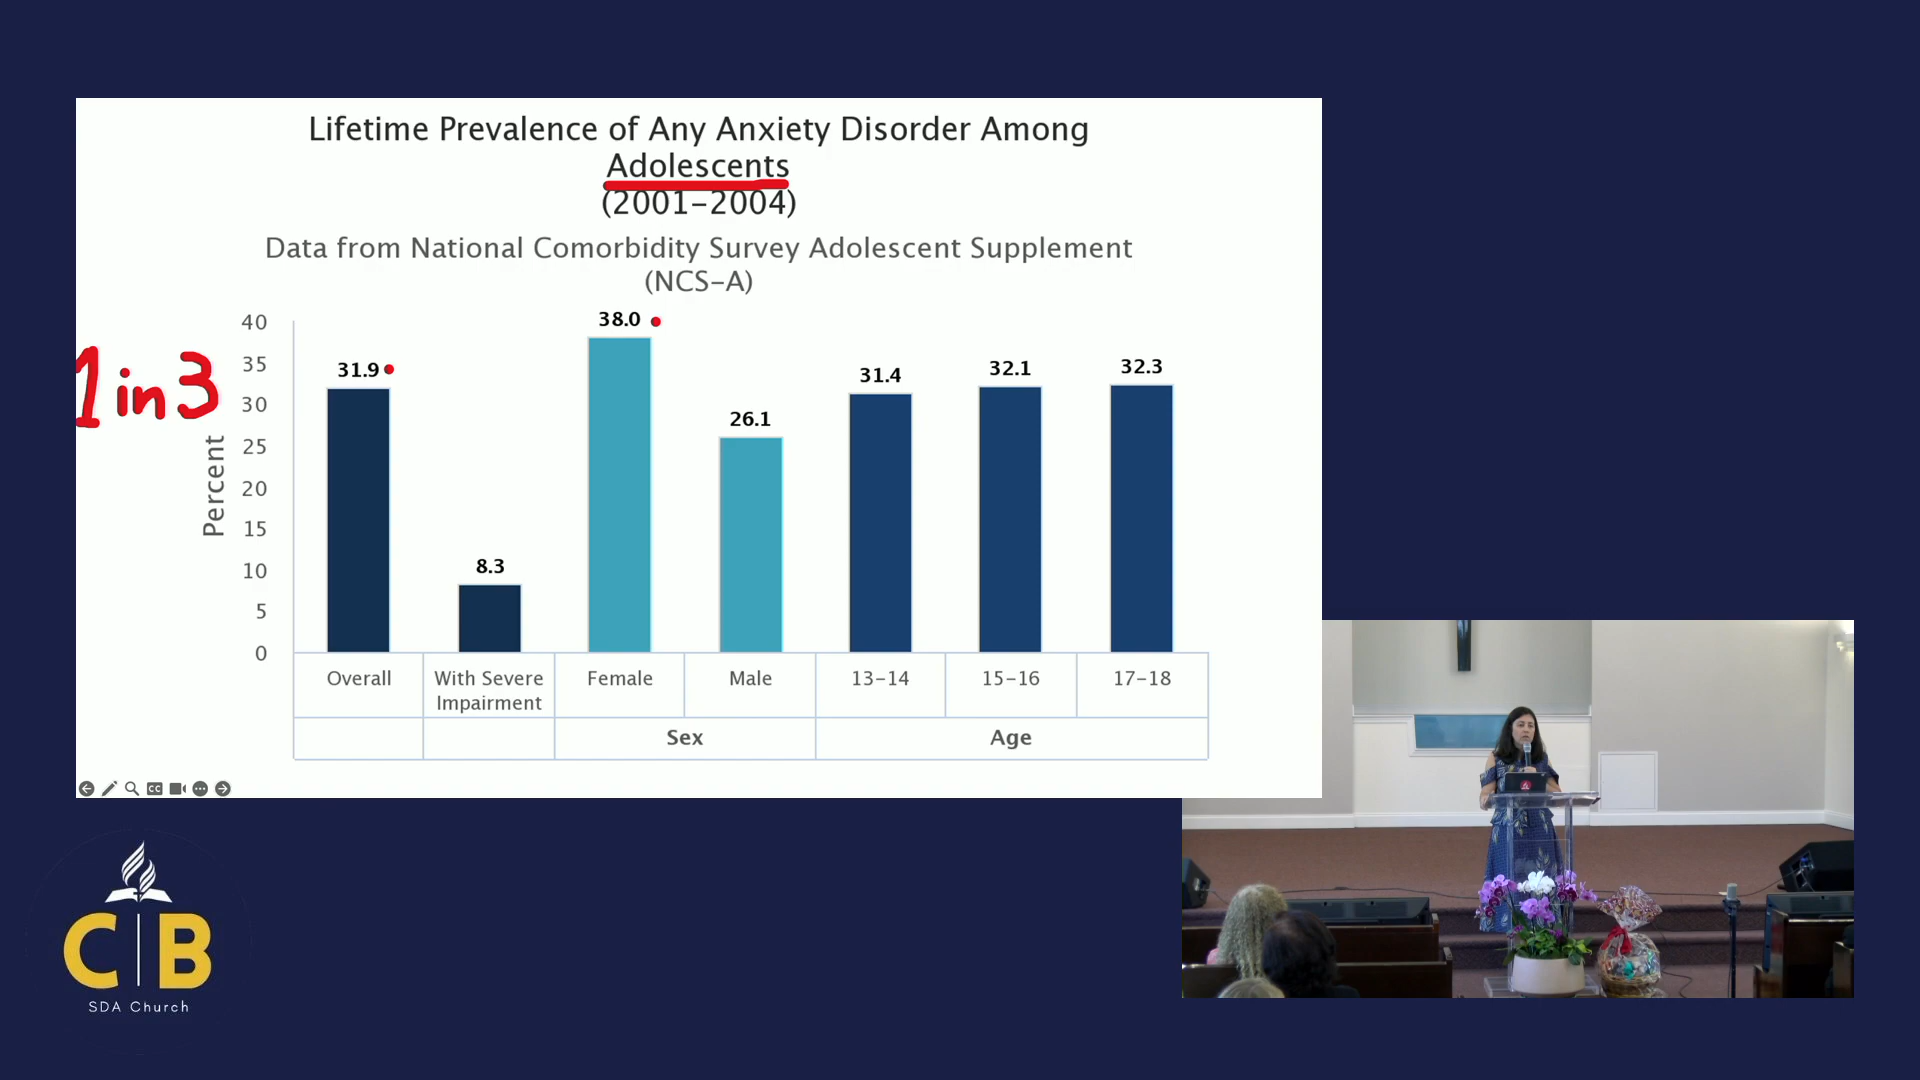 Lifetime Prevalence of Any Anxiety Disorder Among
Adolescents
(2001-2004)
Data from National Comorbidity Survey Adolescent Supplement
(NCS-A)
1 in 3
Percent
40
35
30
25
20
15
10
5
0
31.9
8.3
38.0
26.1
31.4
32.1
32.3
Overall
With Severe
Impairment
Female
Male
13-14
15-16
17-18
Sex
Age
CC
C|B
SDA Church